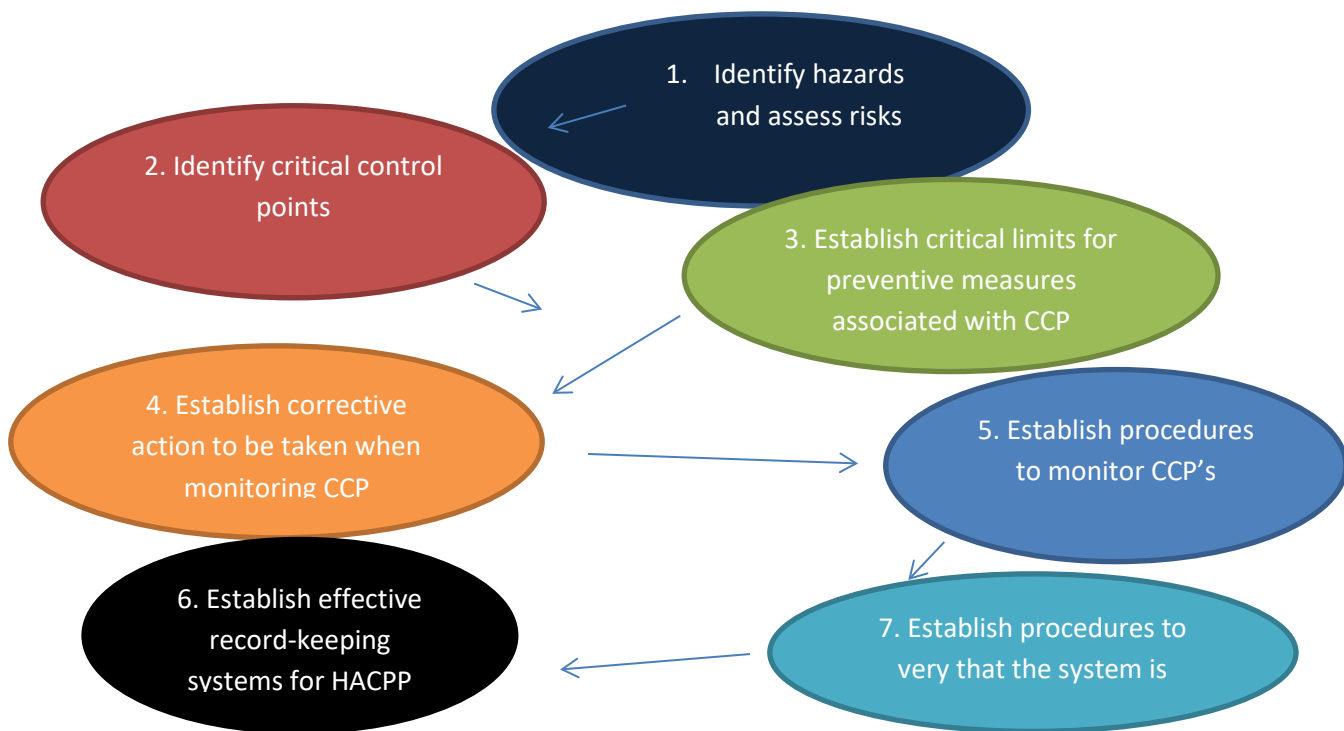 1. Identify hazards
and assess risks
2. Identify critical control
points
3. Establish critical limits for
preventive measures
associated with CCP
4. Establish corrective
action to be taken when
monitoring CCP
5. Establish procedures
to monitor CCP’s
6. Establish effective
record-keeping
systems for HACPP
7. Establish procedures to
very that the system is